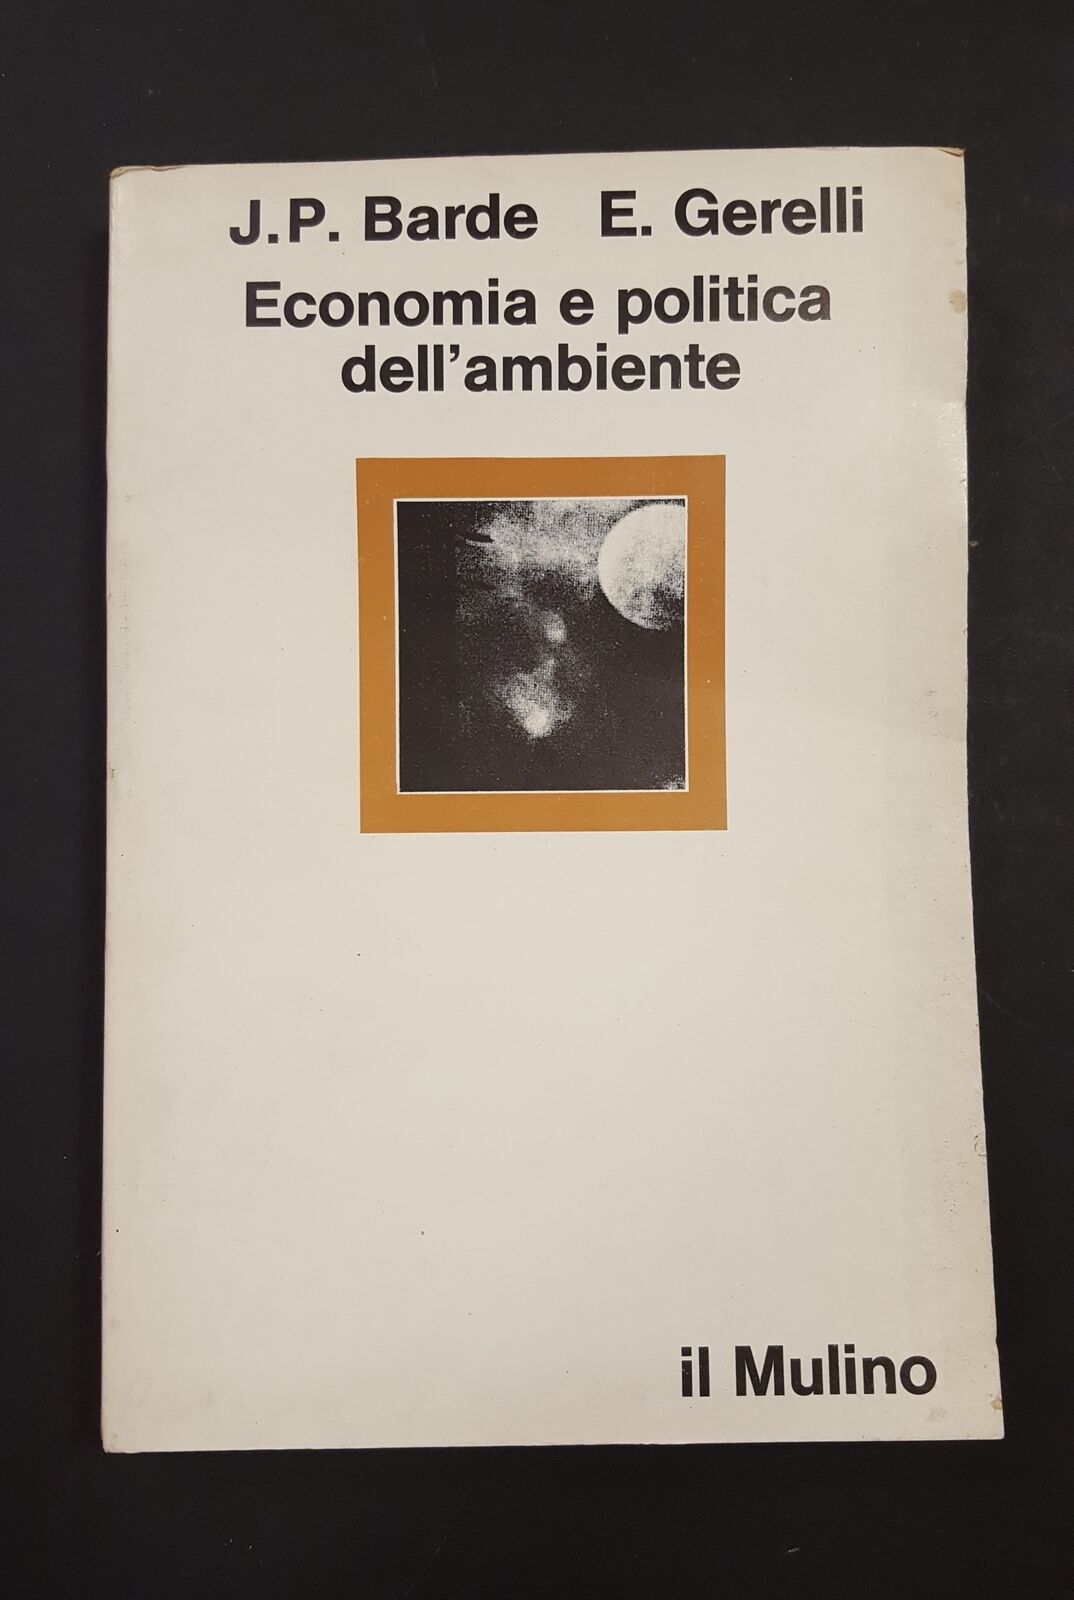 J.P. Barde E. Gerelli
Economia e politica
dell'ambiente
il Mulino